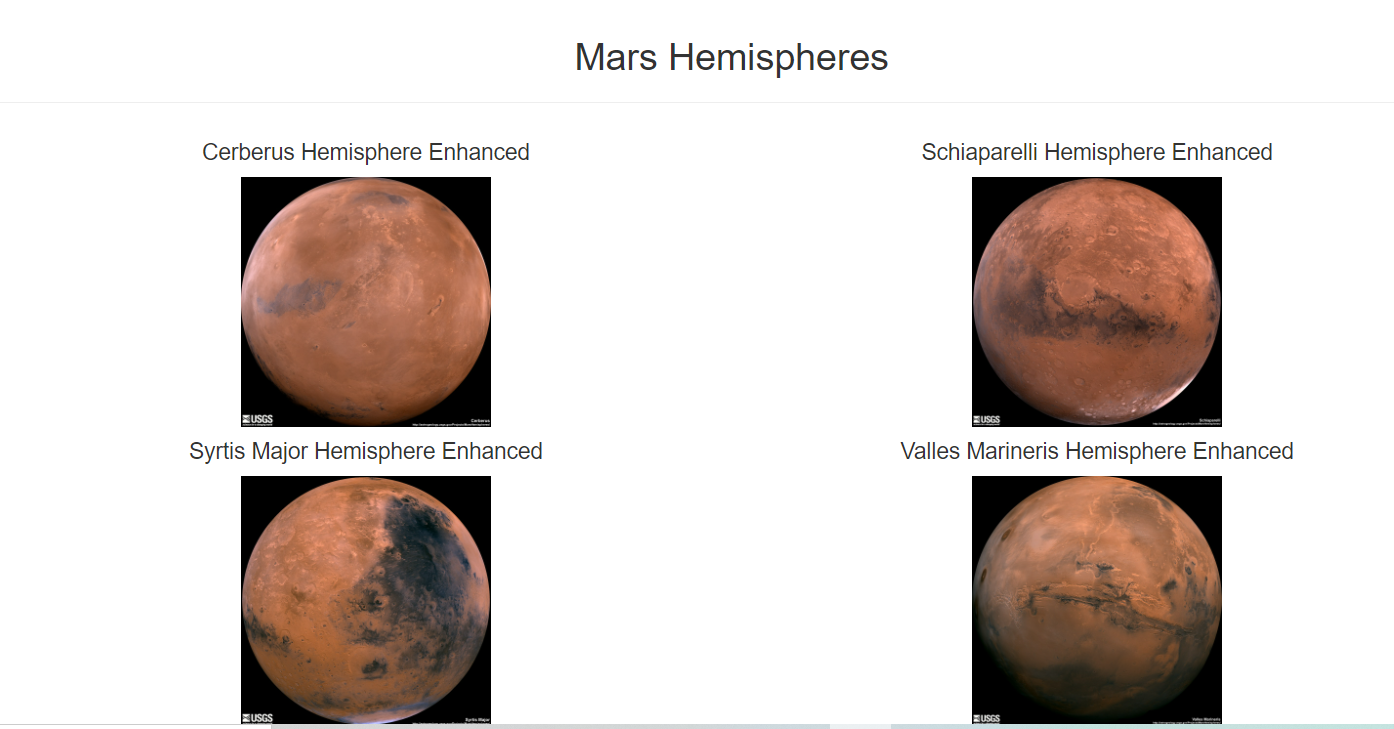 Mars Hemispheres
Cerberus Hemisphere Enhanced
Schiaparelli Hemisphere Enhanced
USGS
Cerberus
USGS
Schiaparelli
Syrtis Major Hemisphere Enhanced
Valles Marineris Hemisphere Enhanced
USGS
Syrtis Major
USGS
Valles Marineris